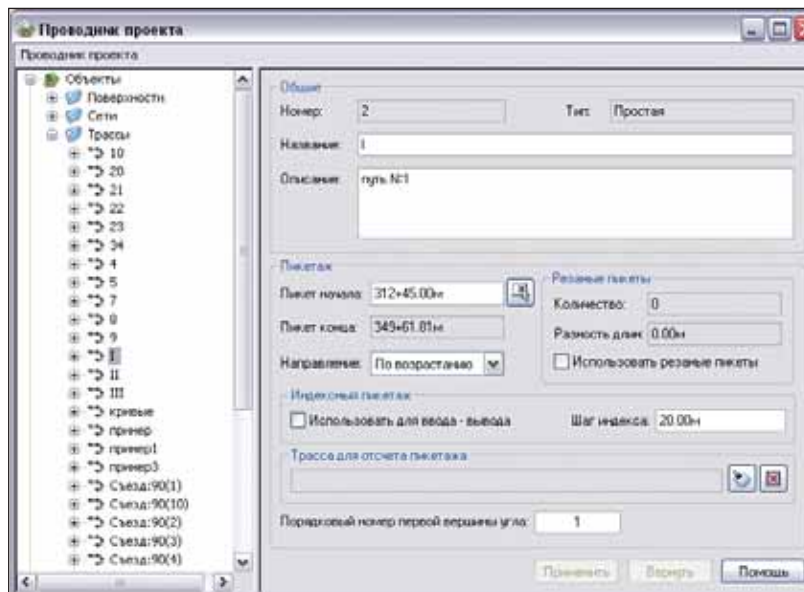 Проводник проекта
Проводник проекта
Объекты
Поверхности
Сети
Трассы
10
20
21
22
23
34
4
5
7
8
9
I
II
III
кривые
пример
пример1
пример3
Съезд:90(1)
Съезд:90(10)
Съезд:90(2)
Съезд:90(3)
Съезд:90(4)
Общие
Номер: 2 Тип: Простая
Название: I
Описание: путь №1
Пикетаж
Пикет начала: 312+45.00м
Пикет конца: 349+61.81м
Направление: По возрастанию
Резаные пикеты
Количество: 0
Разность длин: 0.00м
Использовать резаные пикеты
Индексный пикетаж
Использовать для ввода - вывода Шаг индекса: 20.00м
Трасса для отсчета пикетажа
Порядковый номер первой вершины угла: 1
Применить Вернуть Помощь